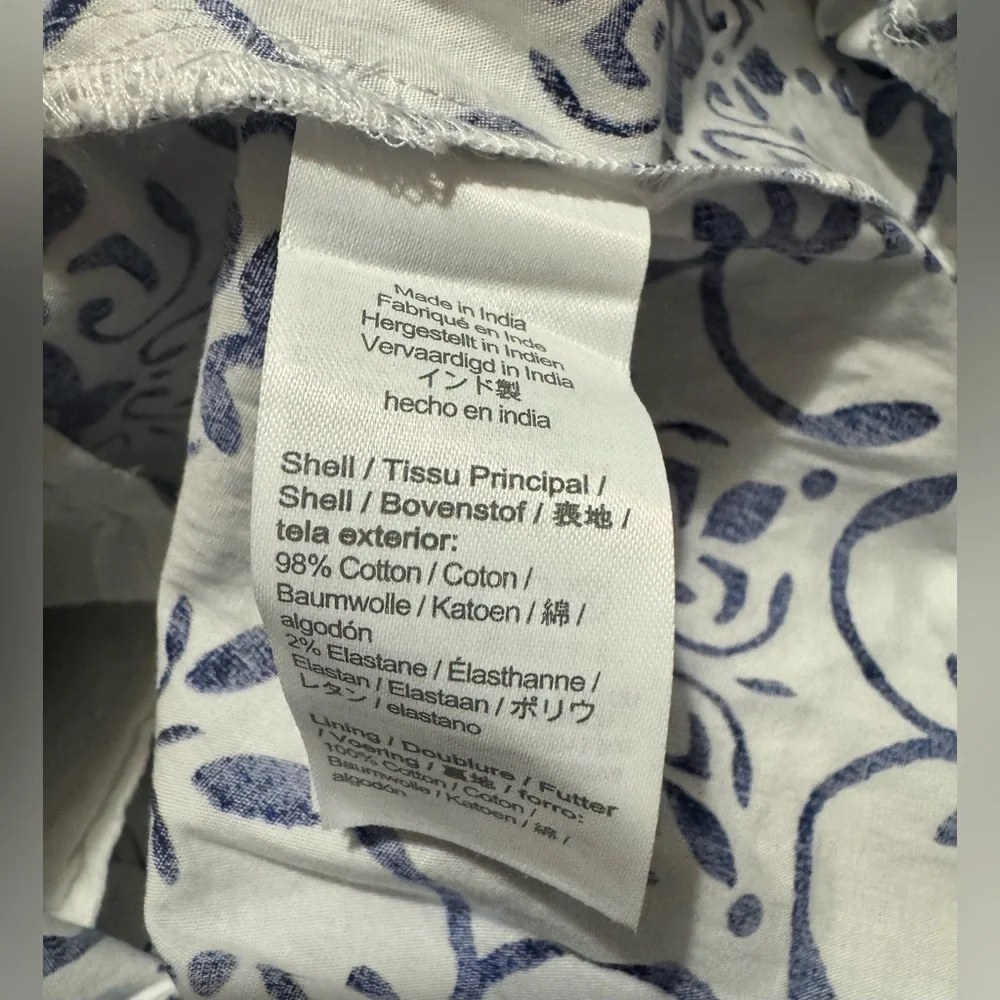 Made in India
Fabriqué en Inde
Hergestellt in Indien
Vervaardigd in India
インド製
hecho en india
Shell / Tissu Principal /
Shell / Bovenstof / 表地 /
tela exterior:
98% Cotton / Coton /
Baumwolle / Katoen / 綿 /
algodón
2% Elastane / Élasthanne /
Elastan / Elastaan / ポリウ
レタン / elastano
Lining / Doublure / Futter
/ Voering / 裏地 / forro:
100% Cotton / Coton /
Baumwolle / Katoen / 綿 /
algodón